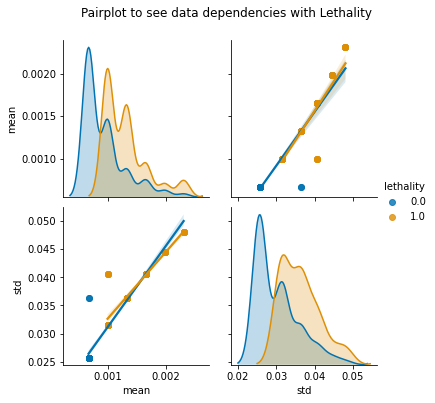 Pairplot to see data dependencies with Lethality
mean
0.0020
0.0015
0.0010
lethality
0.0
1.0
std
0.050
0.045
0.040
0.035
0.030
0.025
0.001 0.002
mean
0.02 0.03 0.04 0.05
std